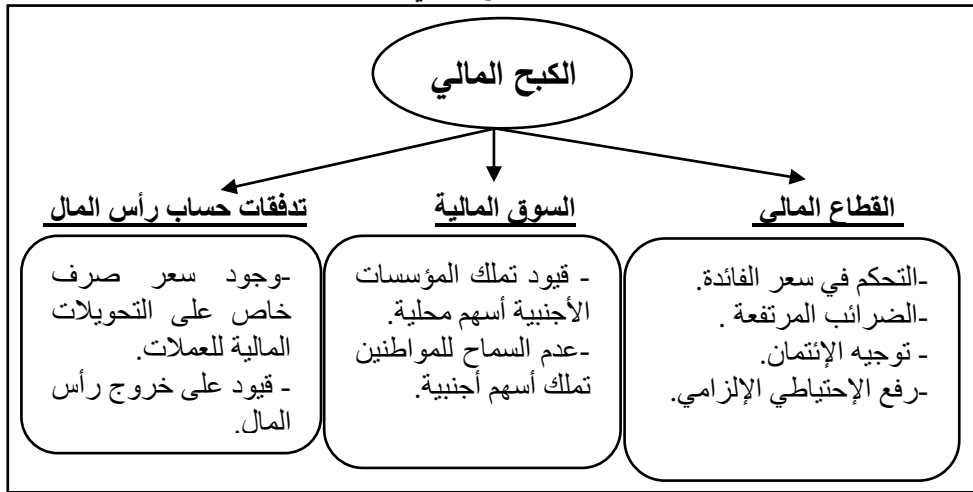 الكبح المالي
القطاع المالي
-التحكم في سعر الفائدة.
-الضرائب المرتفعة .
- توجيه الإئتمان.
-رفع الإحتياطي الإلزامي.
السوق المالية
- قيود تملك المؤسسات
الأجنبية أسهم محلية.
-عدم السماح للمواطنين
تملك أسهم أجنبية.
تدفقات حساب رأس المال
-وجود سعر صرف
خاص على التحويلات
المالية للعملات.
- قيود على خروج رأس
المال.